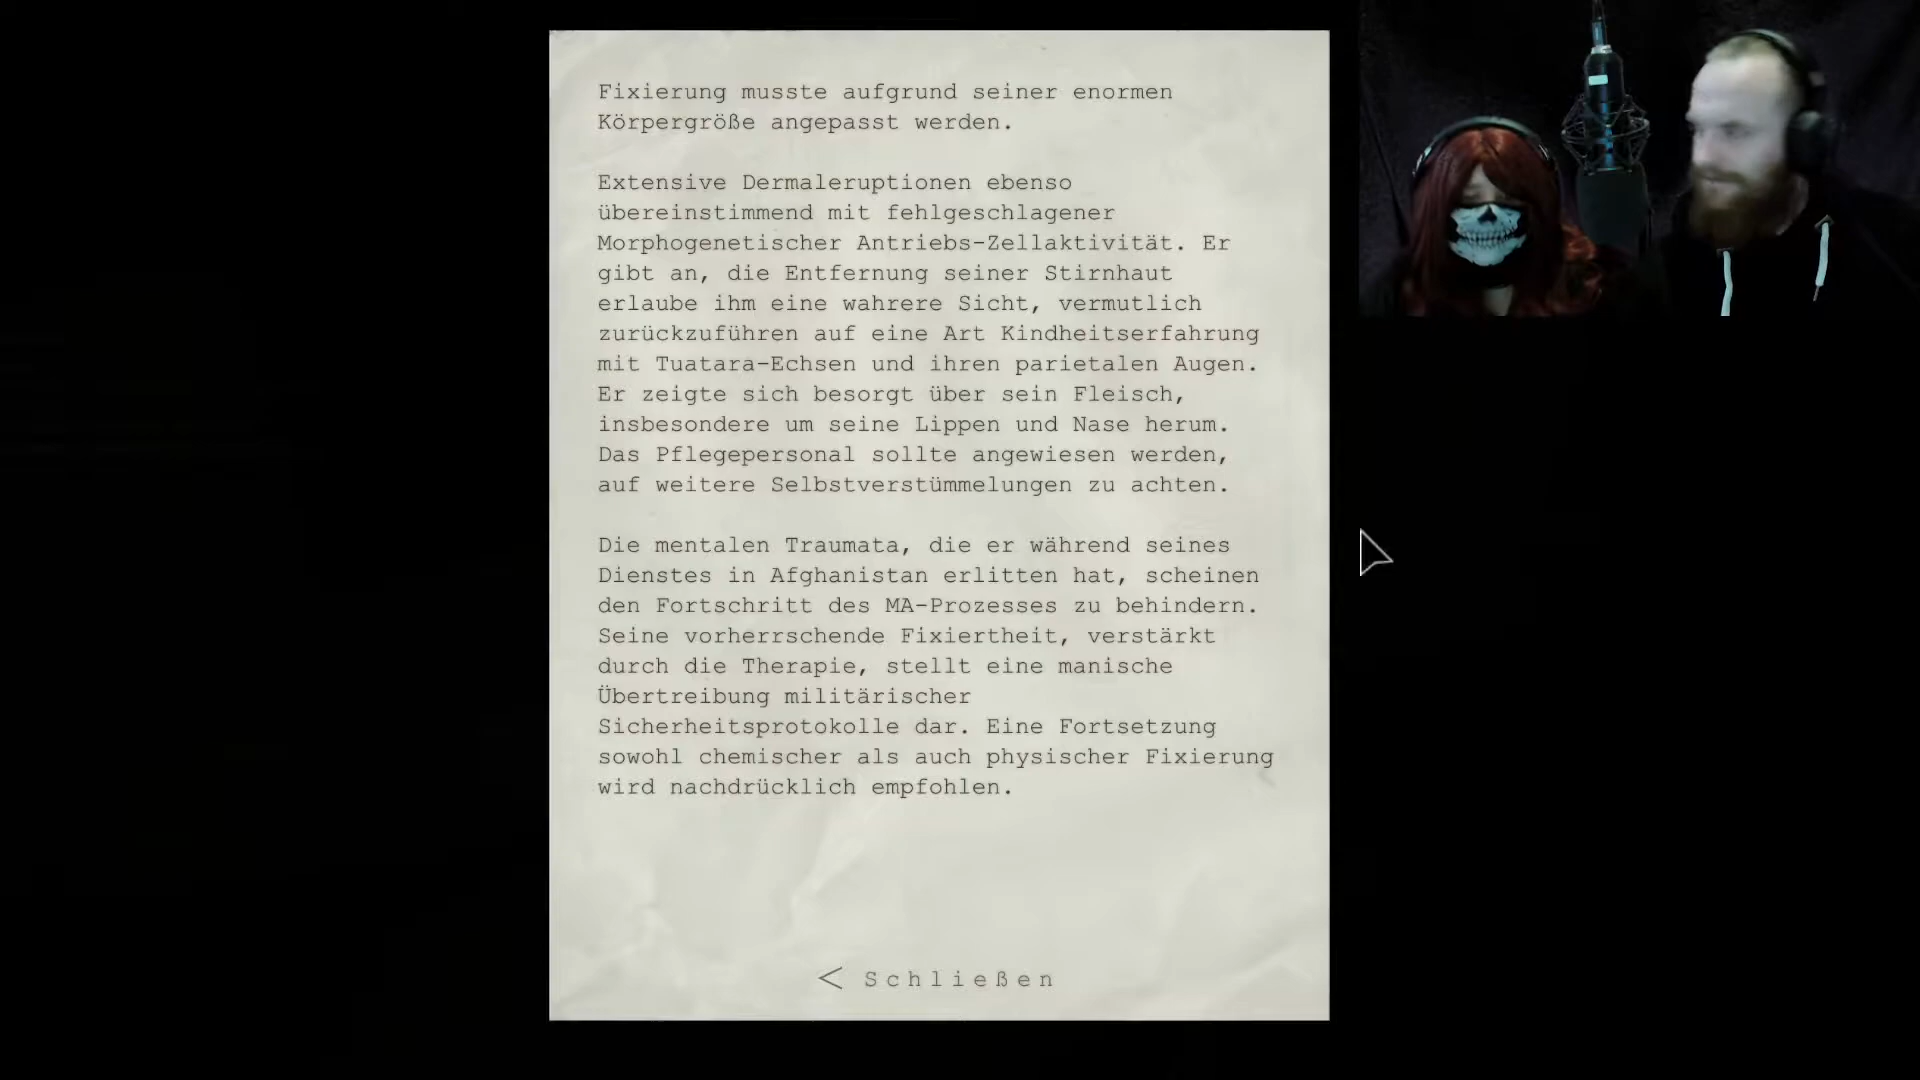 Fixierung musste aufgrund seiner enormen
Körpergröße angepasst werden.
Extensive Dermaleruptionen ebenso
übereinstimmend mit fehlgeschlagener
Morphogenetischer Antriebs-Zellaktivität. Er
gibt an, die Entfernung seiner Stirnhaut
erlaube ihm eine wahrere Sicht, vermutlich
zurückzuführen auf eine Art Kindheitserfahrung
mit Tuatara-Echsen und ihren parietalen Augen.
Er zeigte sich besorgt über sein Fleisch,
insbesondere um seine Lippen und Nase herum.
Das Pflegepersonal sollte angewiesen werden,
auf weitere Selbstverstümmelungen zu achten.
Die mentalen Traumata, die er während seines
Dienstes in Afghanistan erlitten hat, scheinen
den Fortschritt des MA-Prozesses zu behindern.
Seine vorherrschende Fixiertheit, verstärkt
durch die Therapie, stellt eine manische
Übertreibung militärischer
Sicherheitsprotokolle dar. Eine Fortsetzung
sowohl chemischer als auch physischer Fixierung
wird nachdrücklich empfohlen.
< Schließen